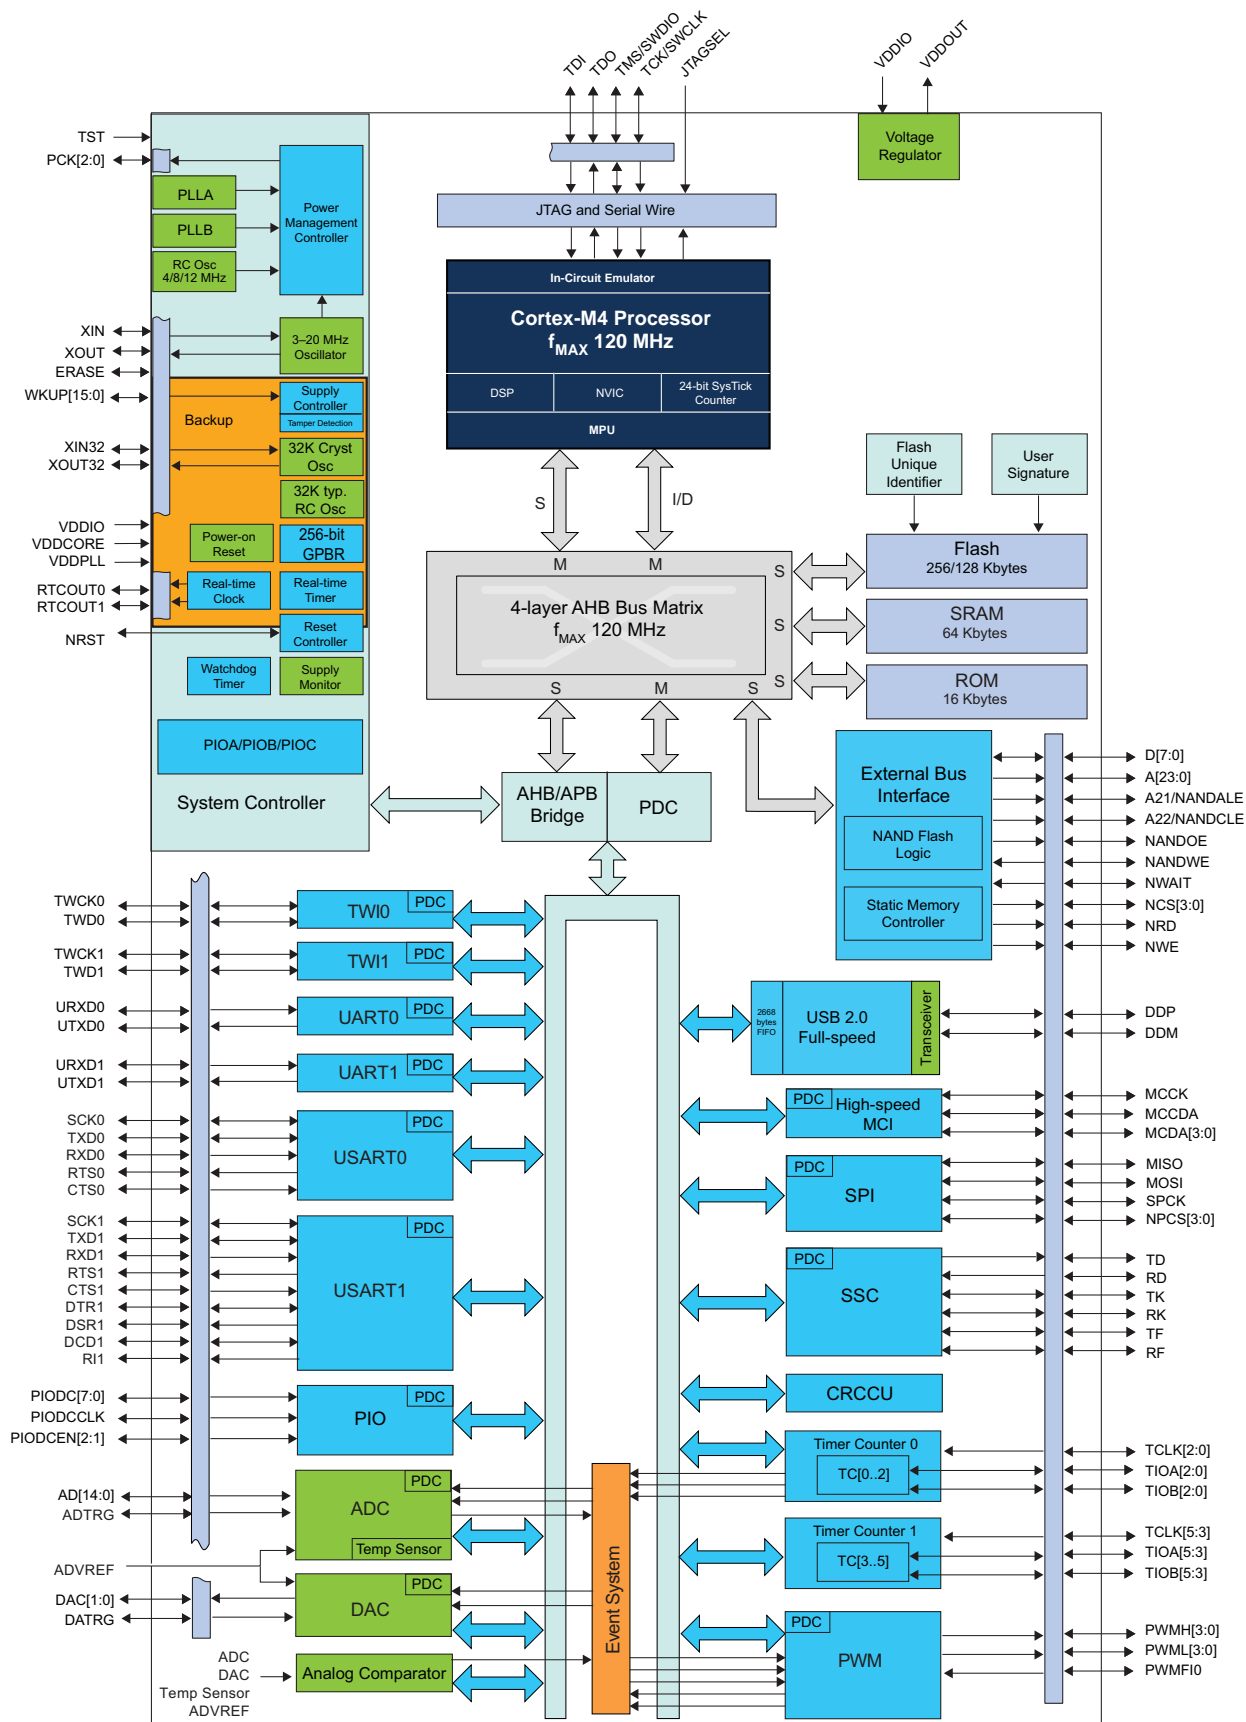 TDI
TDO
TMS/SWDIO
TCK/SWCLK
JTAGSEL
VDDIO
VDDOUT
Voltage
Regulator
TST
PCK[2:0]
PLLA
PLLB
RC Osc
4/8/12 MHz
Power
Management
Controller
JTAG and Serial Wire
In-Circuit Emulator
Cortex-M4 Processor
fMAX 120 MHz
DSP
NVIC
24-bit SysTick
Counter
MPU
XIN
XOUT
ERASE
WKUP[15:0]
XIN32
XOUT32
VDDIO
VDDCORE
VDDPLL
RTCOUT0
RTCOUT1
NRST
3–20 MHz
Oscillator
Backup
Supply
Controller
Tamper Detection
32K Cryst
Osc
32K typ.
RC Osc
Power-on
Reset
256-bit
GPBR
Real-time
Clock
Real-time
Timer
Reset
Controller
Watchdog
Timer
Supply
Monitor
PIOA/PIOB/PIOC
System Controller
S
I/D
M
M
4-layer AHB Bus Matrix
fMAX 120 MHz
S
S
S
S
M
S
Flash
Unique
Identifier
User
Signature
Flash
256/128 Kbytes
SRAM
64 Kbytes
ROM
16 Kbytes
AHB/APB
Bridge
PDC
External Bus
Interface
NAND Flash
Logic
Static Memory
Controller
D[7:0]
A[23:0]
A21/NANDALE
A22/NANDCLE
NANDOE
NANDWE
NWAIT
NCS[3:0]
NRD
NWE
TWCK0
TWD0
TWI0
PDC
TWCK1
TWD1
TWI1
PDC
URXD0
UTXD0
UART0
PDC
URXD1
UTXD1
UART1
PDC
SCK0
TXD0
RXD0
RTS0
CTS0
USART0
PDC
SCK1
TXD1
RXD1
RTS1
CTS1
DTR1
DSR1
DCD1
RI1
USART1
PDC
PIODC[7:0]
PIODCCLK
PIODCEN[2:1]
PIO
PDC
AD[14:0]
ADTRG
ADC
PDC
Temp Sensor
ADVREF
DAC[1:0]
DATRG
DAC
PDC
ADC
DAC
Temp Sensor
ADVREF
Analog Comparator
Event System
2668
bytes
FIFO
USB 2.0
Full-speed
Transceiver
DDP
DDM
PDC
High-speed
MCI
MCCK
MCCDA
MCDA[3:0]
PDC
SPI
MISO
MOSI
SPCK
NPCS[3:0]
PDC
SSC
TD
RD
TK
RK
TF
RF
CRCCU
Timer Counter 0
TC[0..2]
TCLK[2:0]
TIOA[2:0]
TIOB[2:0]
Timer Counter 1
TC[3..5]
TCLK[5:3]
TIOA[5:3]
TIOB[5:3]
PDC
PWM
PWMH[3:0]
PWML[3:0]
PWMFI0